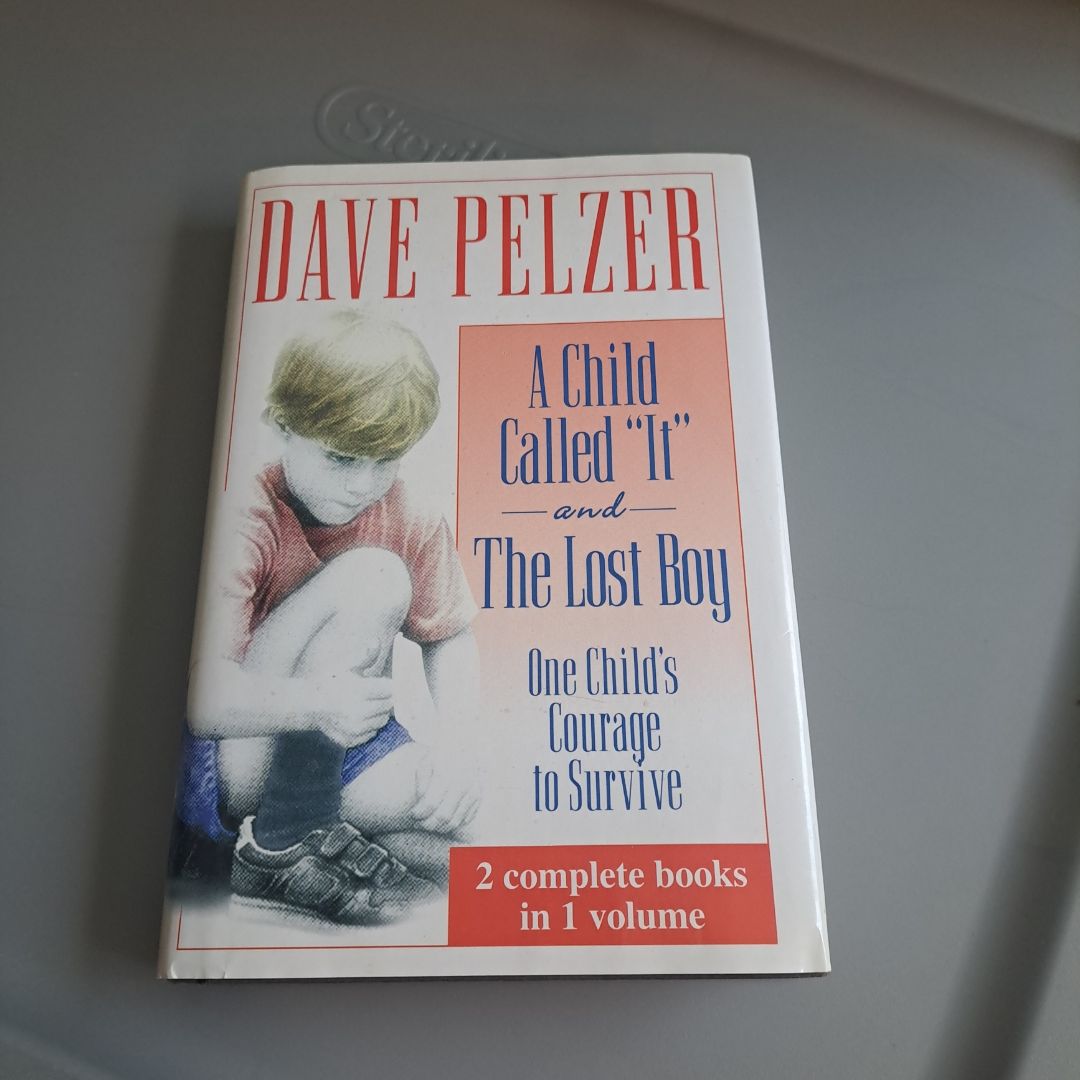 DAVE PELZER
A Child
Called "It"
and
The Lost Boy
One Child's
Courage
to Survive
2 complete books
in 1 volume